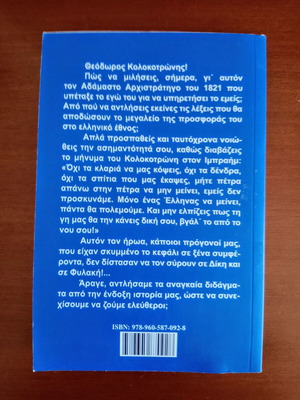 Θεόδωρος Κολοκοτρώνης!
Πώς να μιλήσεις, σήμερα, γι΄ αυτόν
τον Αδάμαστο Αρχιστράτηγο του 1821 που
υπέταξε το εγώ του για να υπηρετήσει το εμείς;
Από πού να αντλήσεις εκείνες τις λέξεις που θα
αποδώσουν το μεγαλείο της προσφοράς του
στο ελληνικό έθνος;
Απλά προσπαθείς και ταυτόχρονα νοιώ-
θεις την ασημαντότητά σου, καθώς διαβάζεις
το μήνυμα του Κολοκοτρώνη στον Ιμπραήμ:
«Όχι τα κλαριά να μας κόψεις, όχι τα δένδρα,
όχι τα σπίτια που μας έκαψες, μήτε πέτρα
απάνω στην πέτρα να μην μείνει, εμείς δεν
προσκυνάμε. Μόνο ένας Έλληνας να μείνει,
πάντα θα πολεμούμε. Και μην ελπίζεις πως τη
γη μας θα την κάνεις δική σου, βγάλ΄ το από το
νου σου!»
Αυτόν τον ήρωα, κάποιοι πρόγονοί μας,
που είχαν σκυμμένο το κεφάλι σε ξένα συμφέ-
ροντα, δεν δίστασαν να τον σύρουν σε Δίκη και
σε Φυλακή!...
Άραγε, αντλήσαμε τα αναγκαία διδάγμα-
τα από την ένδοξη ιστορία μας, ώστε να συνε-
χίσουμε να ζούμε ελεύθεροι;
ISBN: 978-960-587-092-8